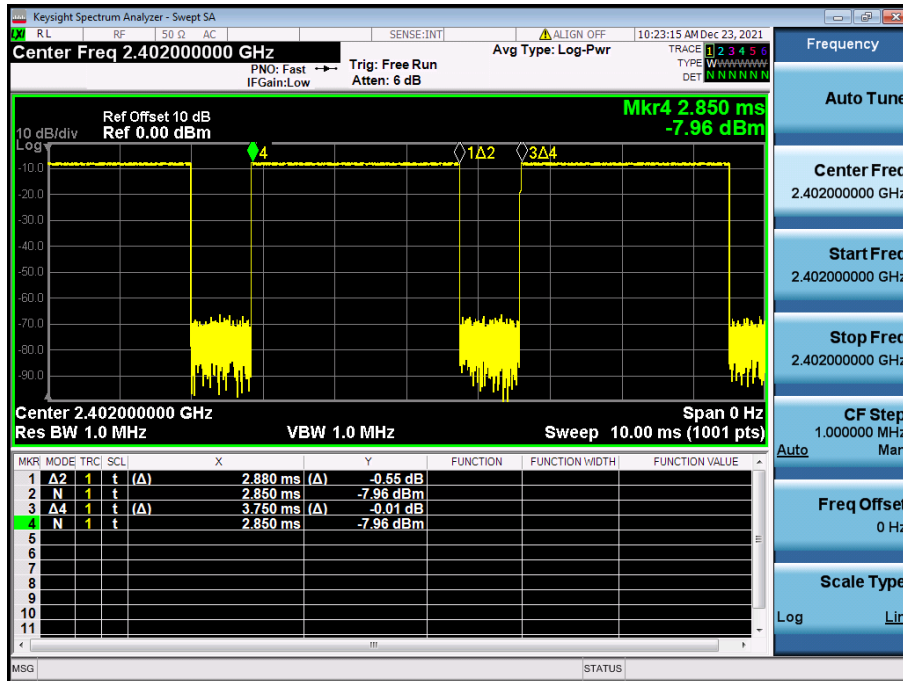 Keysight Spectrum Analyzer - Swept SA
LXI RL RF 50 Ω AC SENSE:INT ALIGN OFF 10:23:15 AM Dec 23, 2021
Center Freq 2.402000000 GHz
PNO: Fast
IFGain:Low
Trig: Free Run
Atten: 6 dB
Avg Type: Log-Pwr
TRACE 1 2 3 4 5 6
TYPE WWWWWW
DET N N N N N N
Ref Offset 10 dB
10 dB/div Ref 0.00 dBm
Log
Mkr4 2.850 ms
-7.96 dBm
4
1Δ2
3Δ4
-10.0
-20.0
-30.0
-40.0
-50.0
-60.0
-70.0
-80.0
-90.0
Center 2.402000000 GHz Span 0 Hz
Res BW 1.0 MHz VBW 1.0 MHz Sweep 10.00 ms (1001 pts)
MKR MODE TRC SCL X Y FUNCTION FUNCTION WIDTH FUNCTION VALUE
1 Δ2 1 t (Δ) 2.880 ms (Δ) -0.55 dB
2 N 1 t 2.850 ms -7.96 dBm
3 Δ4 1 t (Δ) 3.750 ms (Δ) -0.01 dB
4 N 1 t 2.850 ms -7.96 dBm
5
6
7
8
9
10
11
MSG STATUS
Frequency
Auto Tune
Center Freq
2.402000000 GHz
Start Freq
2.402000000 GHz
Stop Freq
2.402000000 GHz
CF Step
1.000000 MHz
Auto Man
Freq Offset
0 Hz
Scale Type
Log Lin